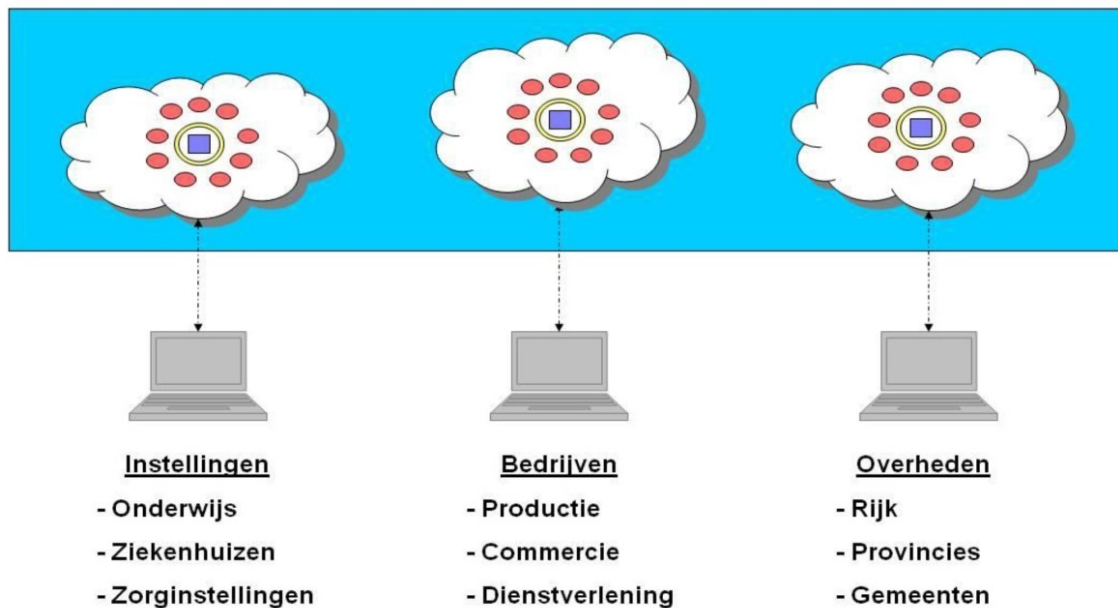 Instellingen
- Onderwijs
- Ziekenhuizen
- Zorginstellingen
Bedrijven
- Productie
- Commercie
- Dienstverlening
Overheden
- Rijk
- Provincies
- Gemeenten